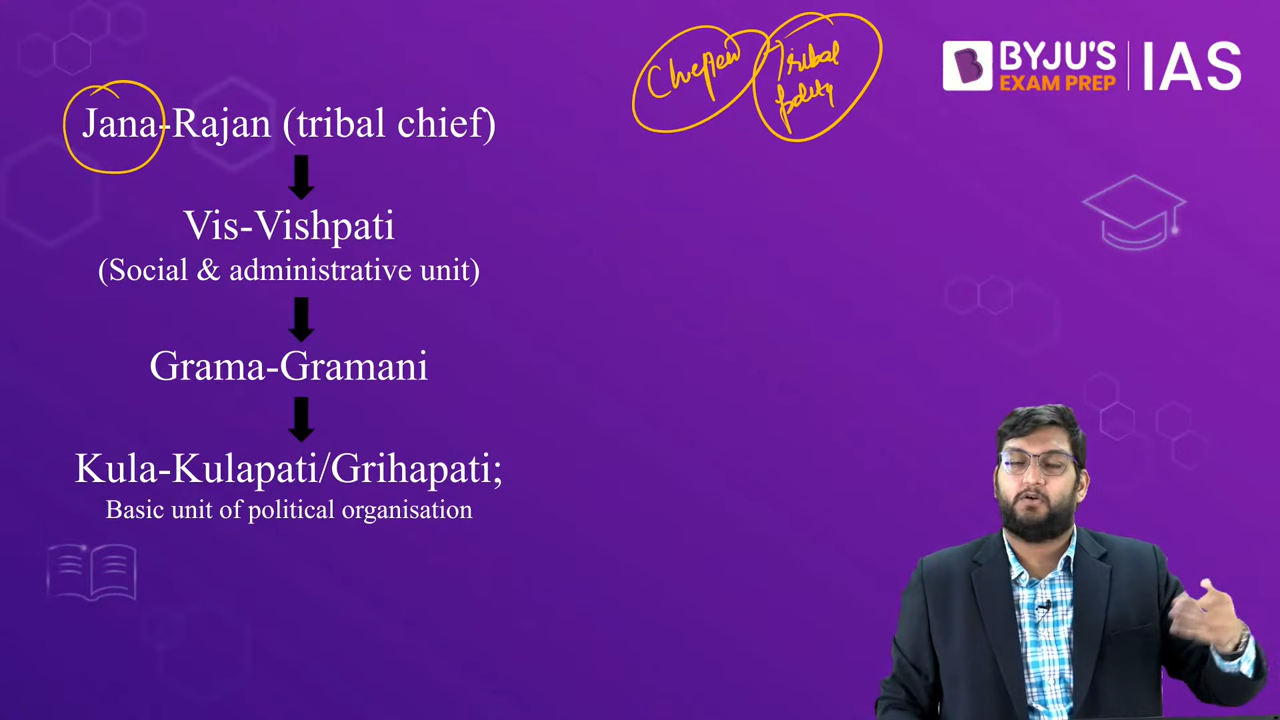 Jana-Rajan (tribal chief)
Vis-Vishpati
(Social & administrative unit)
Grama-Gramani
Kula-Kulapati/Grihapati;
Basic unit of political organisation
Tribal
polity
BYJU'S
EXAM PREP
IAS